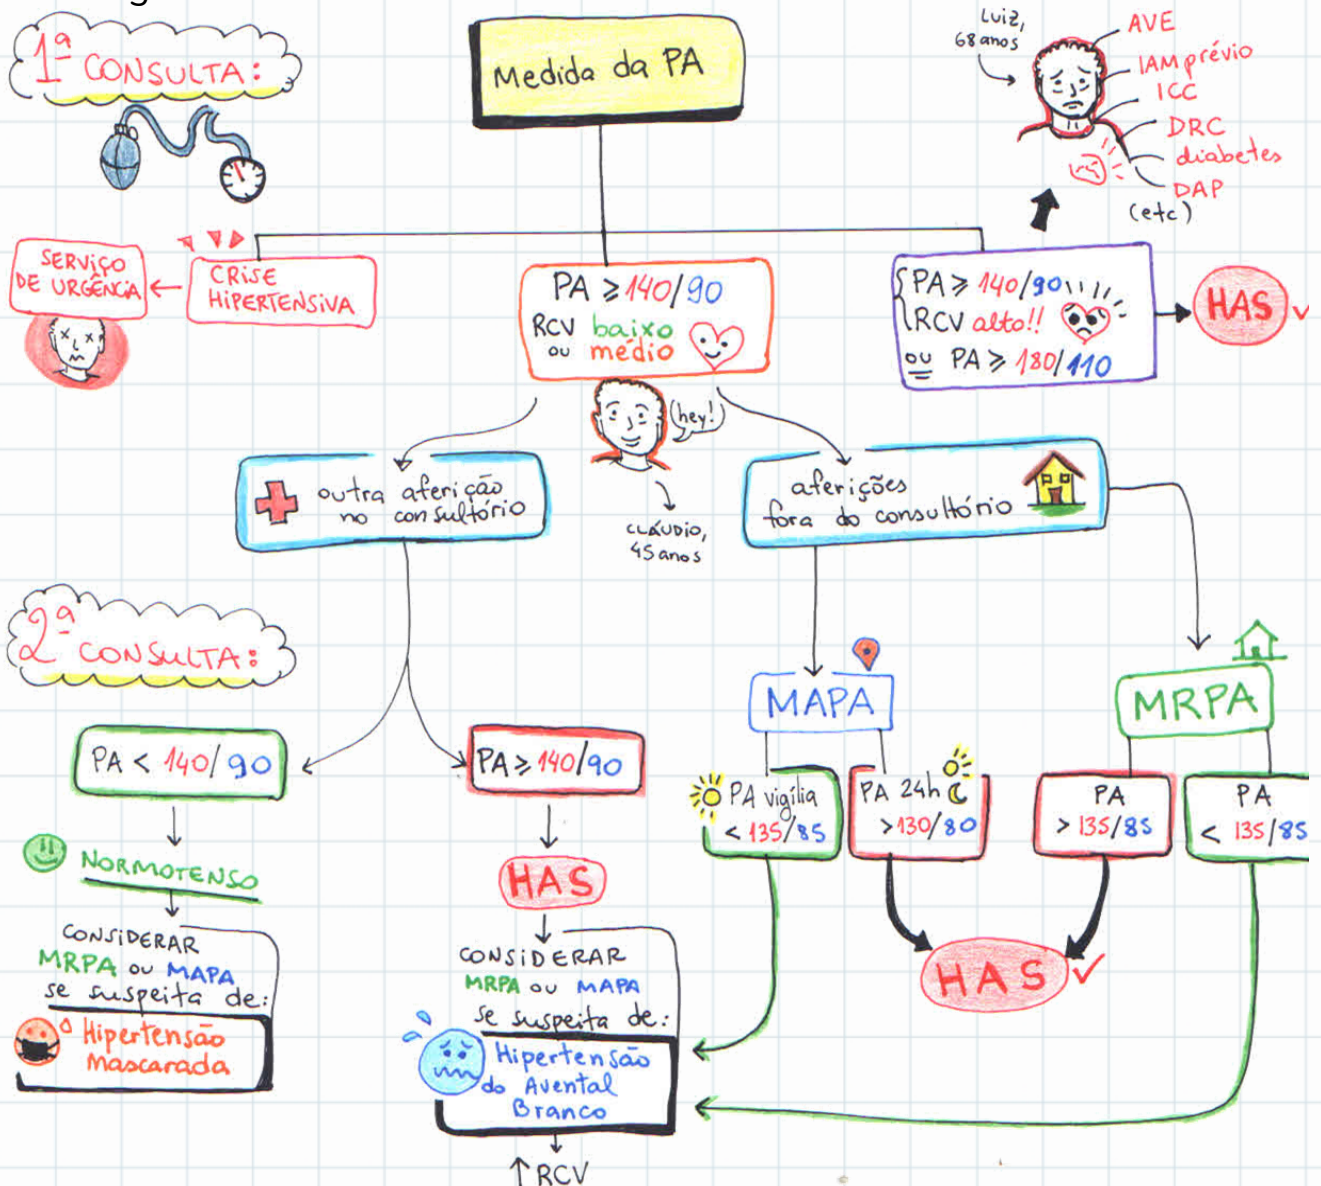 1ª CONSULTA:
Medida da PA
Luiz,
68 anos
AVE
IAM prévio
ICC
DRC
diabetes
DAP
(etc)
SERVIÇO
DE URGÊNCIA
CRISE
HIPERTENSIVA
PA ≥ 140/90
RCV baixo
ou médio
PA ≥ 140/90
RCV alto!!
ou PA ≥ 180/110
HAS
hey!
CLÁUDIO,
45 anos
outra aferição
no consultório
aferições
fora do consultório
2ª CONSULTA:
MAPA
MRPA
PA < 140/90
PA ≥ 140/90
PA vigília
< 135/85
PA 24h
>130/80
PA
> 135/85
PA
< 135/85
NORMOTENSO
HAS
HAS
CONSIDERAR
MRPA ou MAPA
se suspeita de:
Hipertensão
Mascarada
CONSIDERAR
MRPA ou MAPA
se suspeita de:
Hipertensão
do Avental
Branco
↑ RCV